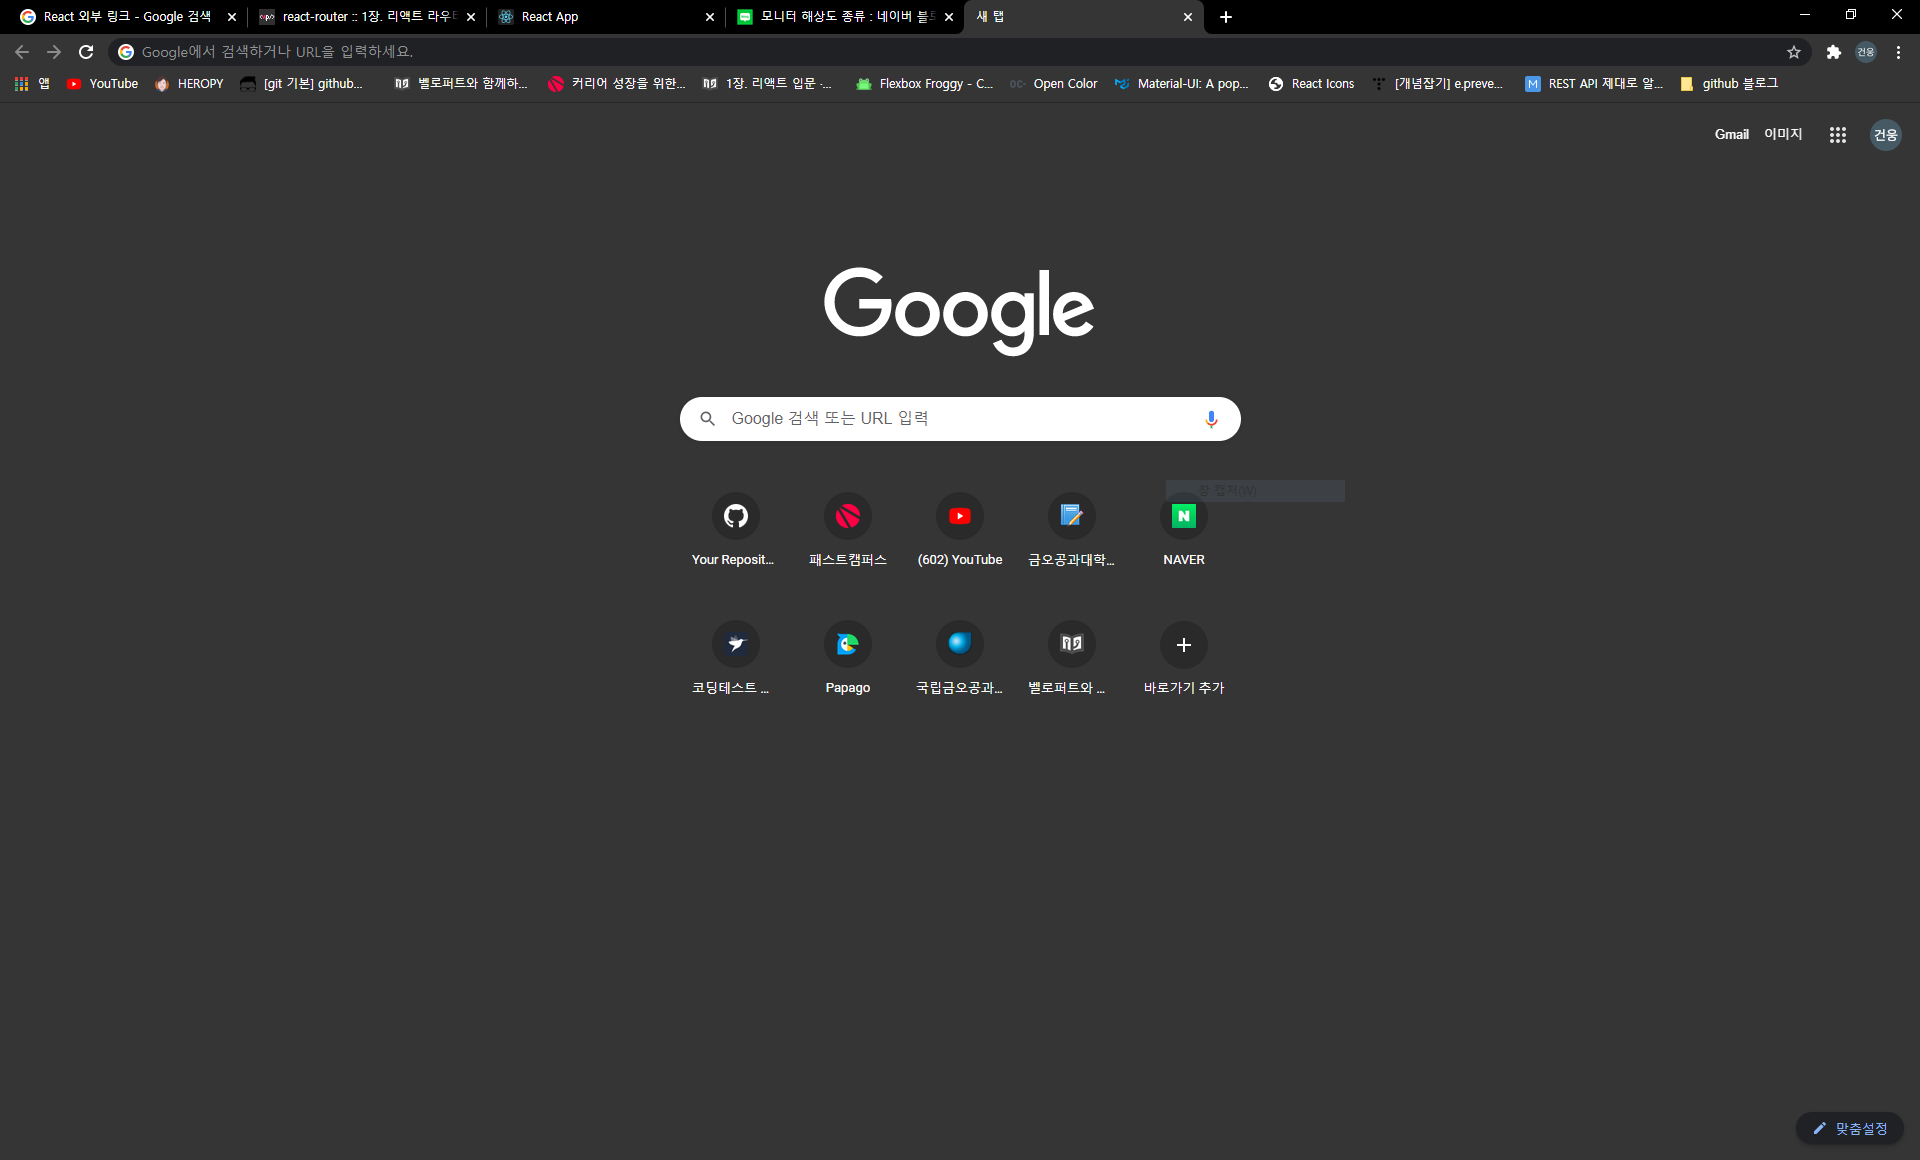 React 외부 링크 - Google 검색
react-router :: 1장. 리액트 라우터
React App
모니터 해상도 종류 : 네이버 블로
새 탭
Google에서 검색하거나 URL을 입력하세요.
건웅
앱
YouTube
HEROPY
[git 기본] github...
벨로퍼트와 함께하...
커리어 성장을 위한...
1장. 리액트 입문 ·...
Flexbox Froggy - C...
OC-
Open Color
Material-UI: A pop...
React Icons
[개념잡기] e.preve...
M
REST API 제대로 알...
github 블로그
Gmail
이미지
건웅
Google
Google 검색 또는 URL 입력
창 캡처(W)
N
Your Reposit...
패스트캠퍼스
(602) YouTube
금오공과대학...
NAVER
코딩테스트 ...
Papago
국립금오공과...
벨로퍼트와 ...
바로가기 추가
맞춤설정